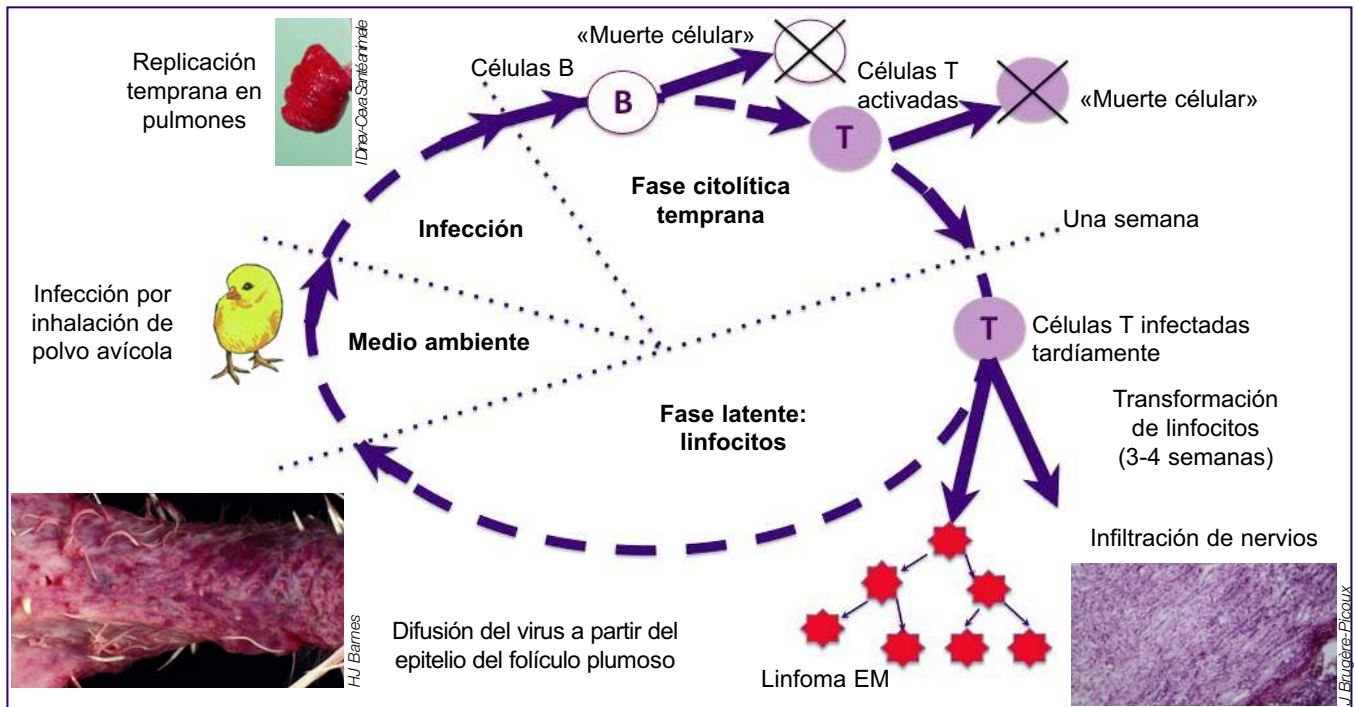 Replicación
temprana en
pulmones
I Dinev-Ceva Santé animale
Células B
«Muerte célular»
B
Células T
activadas
T
«Muerte célular»
Fase citolítica
temprana
Infección
Una semana
Infección por
inhalación de
polvo avícola
Medio ambiente
T
Células T infectadas
tardíamente
Fase latente:
linfocitos
Transformación
de linfocitos
(3-4 semanas)
Infiltración de nervios
HJ Barnes
Difusión del virus a partir del
epitelio del folículo plumoso
Linfoma EM
J Brugère-Picoux